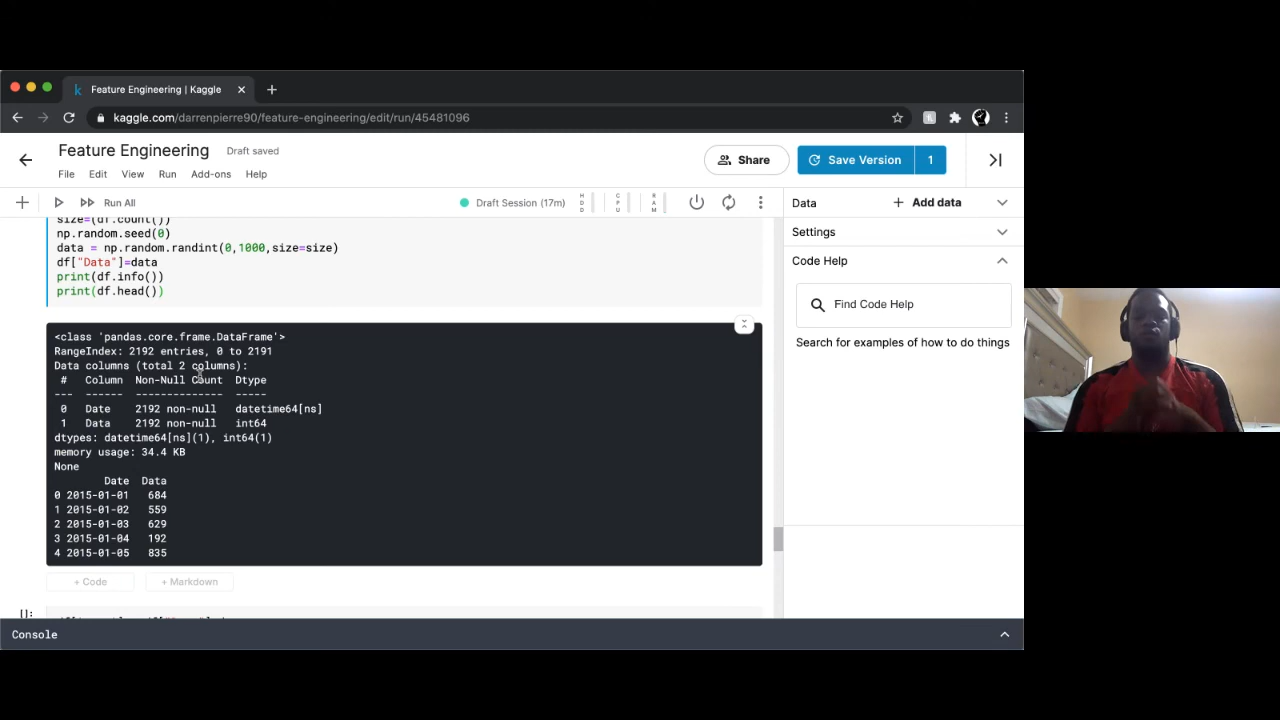 Feature Engineering | Kaggle
kaggle.com/darrenpierre90/feature-engineering/edit/run/45481096
Feature Engineering
Draft saved
Share
Save Version
1
File Edit View Run Add-ons Help
Run All
Draft Session (17m)
HDD
CPU
RAM
Data
Add data
Settings
Code Help
Find Code Help
Search for examples of how to do things
size=(df.count())
np.random.seed(0)
data = np.random.randint(0,1000,size=size)
df["Data"]=data
print(df.info())
print(df.head())
<class 'pandas.core.frame.DataFrame'>
RangeIndex: 2192 entries, 0 to 2191
Data columns (total 2 columns):
 #   Column  Non-Null Count  Dtype
---  ------  --------------  -----
 0   Date    2192 non-null   datetime64[ns]
 1   Data    2192 non-null   int64
dtypes: datetime64[ns](1), int64(1)
memory usage: 34.4 KB
None
        Date  Data
0 2015-01-01   684
1 2015-01-02   559
2 2015-01-03   629
3 2015-01-04   192
4 2015-01-05   835
+ Code
+ Markdown
Console